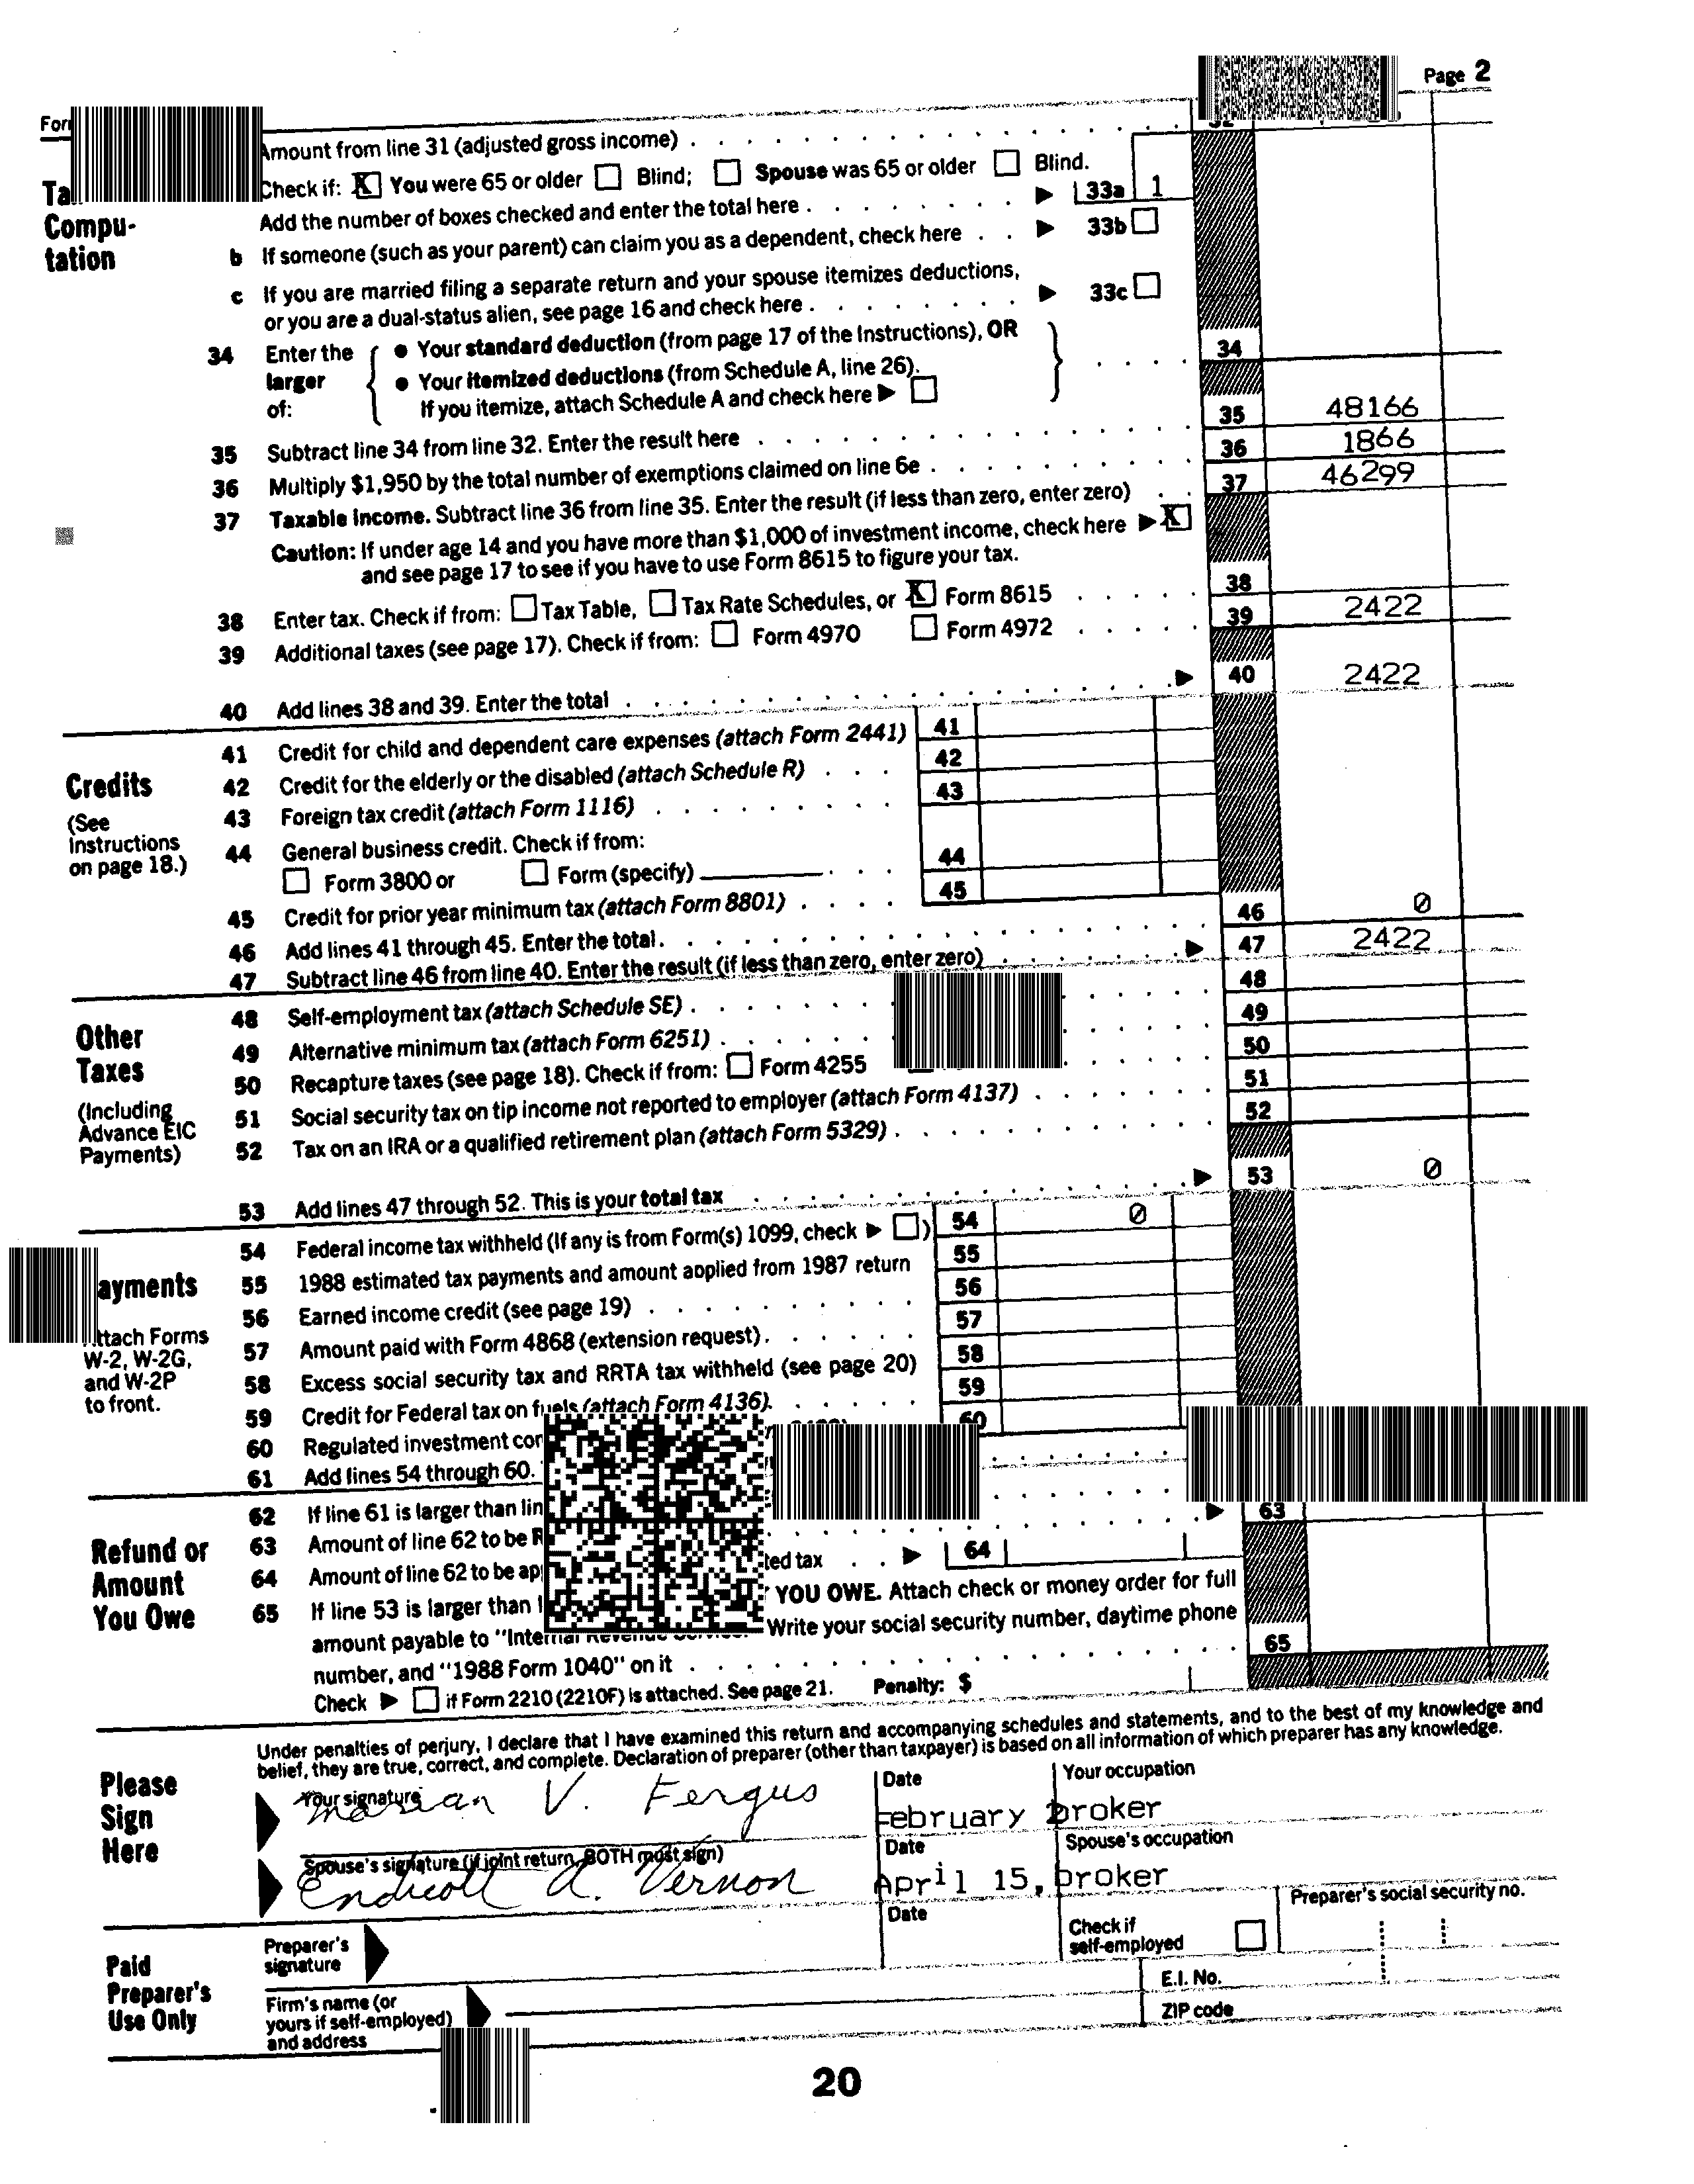 Page 2
Amount from line 31 (adjusted gross income)
Check if: X You were 65 or older Blind; Spouse was 65 or older Blind.
Add the number of boxes checked and enter the total here 33a 1
Compu-
tation
b If someone (such as your parent) can claim you as a dependent, check here 33b
c If you are married filing a separate return and your spouse itemizes deductions,
or you are a dual-status alien, see page 16 and check here 33c
34 Enter the larger of: • Your standard deduction (from page 17 of the Instructions), OR 34
• Your itemized deductions (from Schedule A, line 26).
If you itemize, attach Schedule A and check here
35 Subtract line 34 from line 32. Enter the result here 35 48166
36 Multiply $1,950 by the total number of exemptions claimed on line 6e 36 1866
37 Taxable income. Subtract line 36 from line 35. Enter the result (if less than zero, enter zero) 37 46299
Caution: If under age 14 and you have more than $1,000 of investment income, check here X
and see page 17 to see if you have to use Form 8615 to figure your tax.
38 Enter tax. Check if from: Tax Table, Tax Rate Schedules, or X Form 8615 38
39 Additional taxes (see page 17). Check if from: Form 4970 Form 4972 39 2422
40 Add lines 38 and 39. Enter the total 40 2422
Credits
(See
Instructions
on page 18.)
41 Credit for child and dependent care expenses (attach Form 2441) 41
42 Credit for the elderly or the disabled (attach Schedule R) 42
43 Foreign tax credit (attach Form 1116) 43
44 General business credit. Check if from:
Form 3800 or Form (specify) 44
45 Credit for prior year minimum tax (attach Form 8801) 45
46 Add lines 41 through 45. Enter the total. 46 0
47 Subtract line 46 from line 40. Enter the result (if less than zero, enter zero) 47 2422
Other
Taxes
(Including
Advance EIC
Payments)
48 Self-employment tax (attach Schedule SE) 48
49 Alternative minimum tax (attach Form 6251) 49
50 Recapture taxes (see page 18). Check if from: Form 4255 50
51 Social security tax on tip income not reported to employer (attach Form 4137) 51
52 Tax on an IRA or a qualified retirement plan (attach Form 5329) 52
53 Add lines 47 through 52. This is your total tax 53 0
ayments
ttach Forms
W-2, W-2G,
and W-2P
to front.
54 Federal income tax withheld (If any is from Form(s) 1099, check ) 54 0
55 1988 estimated tax payments and amount applied from 1987 return 55
56 Earned income credit (see page 19) 56
57 Amount paid with Form 4868 (extension request) 57
58 Excess social security tax and RRTA tax withheld (see page 20) 58
59 Credit for Federal tax on fuels (attach Form 4136) 59
60 Regulated investment 60
61 Add lines 54 through 60.
Refund or
Amount
You Owe
62 If line 61 is larger than
63 Amount of line 62 to be 63
64 Amount of line 62 to be tax 64
65 If line 53 is larger than YOU OWE. Attach check or money order for full
amount payable to "Internal Revenue Service." Write your social security number, daytime phone
number, and "1988 Form 1040" on it 65
Check if Form 2210 (2210F) is attached. See page 21. Penalty: $
Please
Sign
Here
Under penalties of perjury, I declare that I have examined this return and accompanying schedules and statements, and to the best of my knowledge and
belief, they are true, correct, and complete. Declaration of preparer (other than taxpayer) is based on all information of which preparer has any knowledge.
Your signature Date Your occupation
Marian V. Fergus February broker
Spouse's signature (if joint return, BOTH must sign) Date Spouse's occupation
Endicott A. Vernon April 15, broker
Paid
Preparer's
Use Only
Preparer's
signature
Date
Check if
self-employed
Preparer's social security no.
Firm's name (or
yours if self-employed)
and address
E.I. No.
ZIP code
20